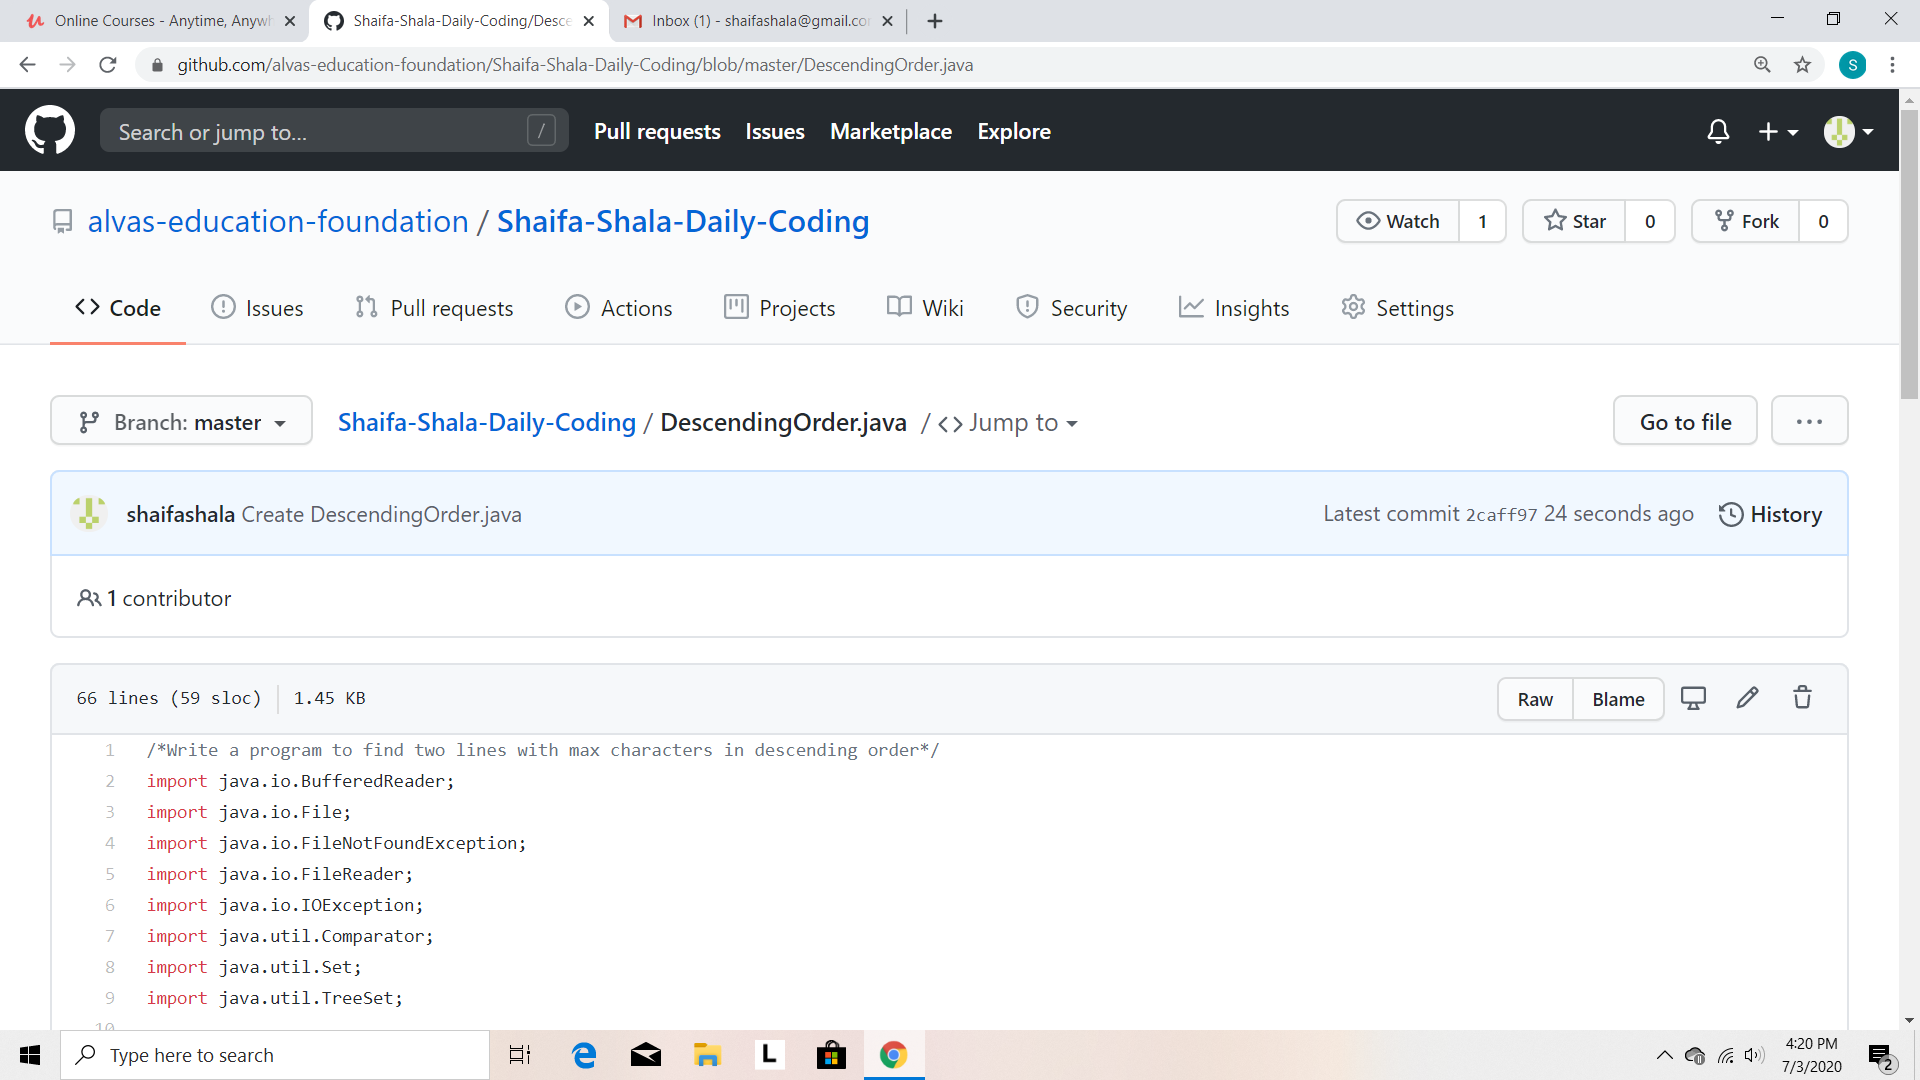 Online Courses - Anytime, Anywh
Shaifa-Shala-Daily-Coding/Desce
Inbox (1) - shaifashala@gmail.co
github.com/alvas-education-foundation/Shaifa-Shala-Daily-Coding/blob/master/DescendingOrder.java
S
Search or jump to... /
Pull requests Issues Marketplace Explore
alvas-education-foundation / Shaifa-Shala-Daily-Coding
Watch 1 Star 0 Fork 0
Code Issues Pull requests Actions Projects Wiki Security Insights Settings
Branch: master Shaifa-Shala-Daily-Coding / DescendingOrder.java / <> Jump to Go to file ...
shaifashala Create DescendingOrder.java Latest commit 2caff97 24 seconds ago History
1 contributor
66 lines (59 sloc) 1.45 KB Raw Blame
1 /*Write a program to find two lines with max characters in descending order*/
2 import java.io.BufferedReader;
3 import java.io.File;
4 import java.io.FileNotFoundException;
5 import java.io.FileReader;
6 import java.io.IOException;
7 import java.util.Comparator;
8 import java.util.Set;
9 import java.util.TreeSet;
10
Type here to search
L
4:20 PM
7/3/2020
2